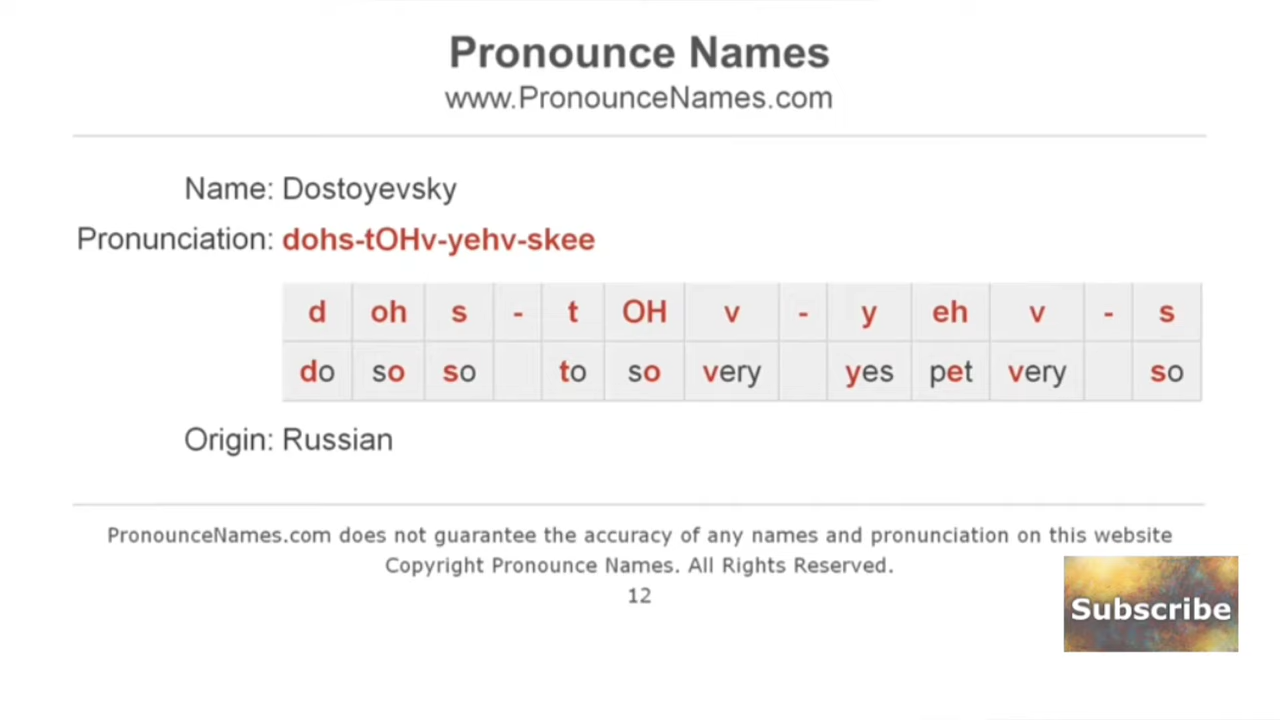 Pronounce Names
www.PronounceNames.com
Name: Dostoyevsky
Pronunciation: dohs-tOHv-yehv-skee
d oh s - t OH v - y eh v - s
do so so to so very yes pet very so
Origin: Russian
PronounceNames.com does not guarantee the accuracy of any names and pronunciation on this website
Copyright Pronounce Names. All Rights Reserved.
12
Subscribe